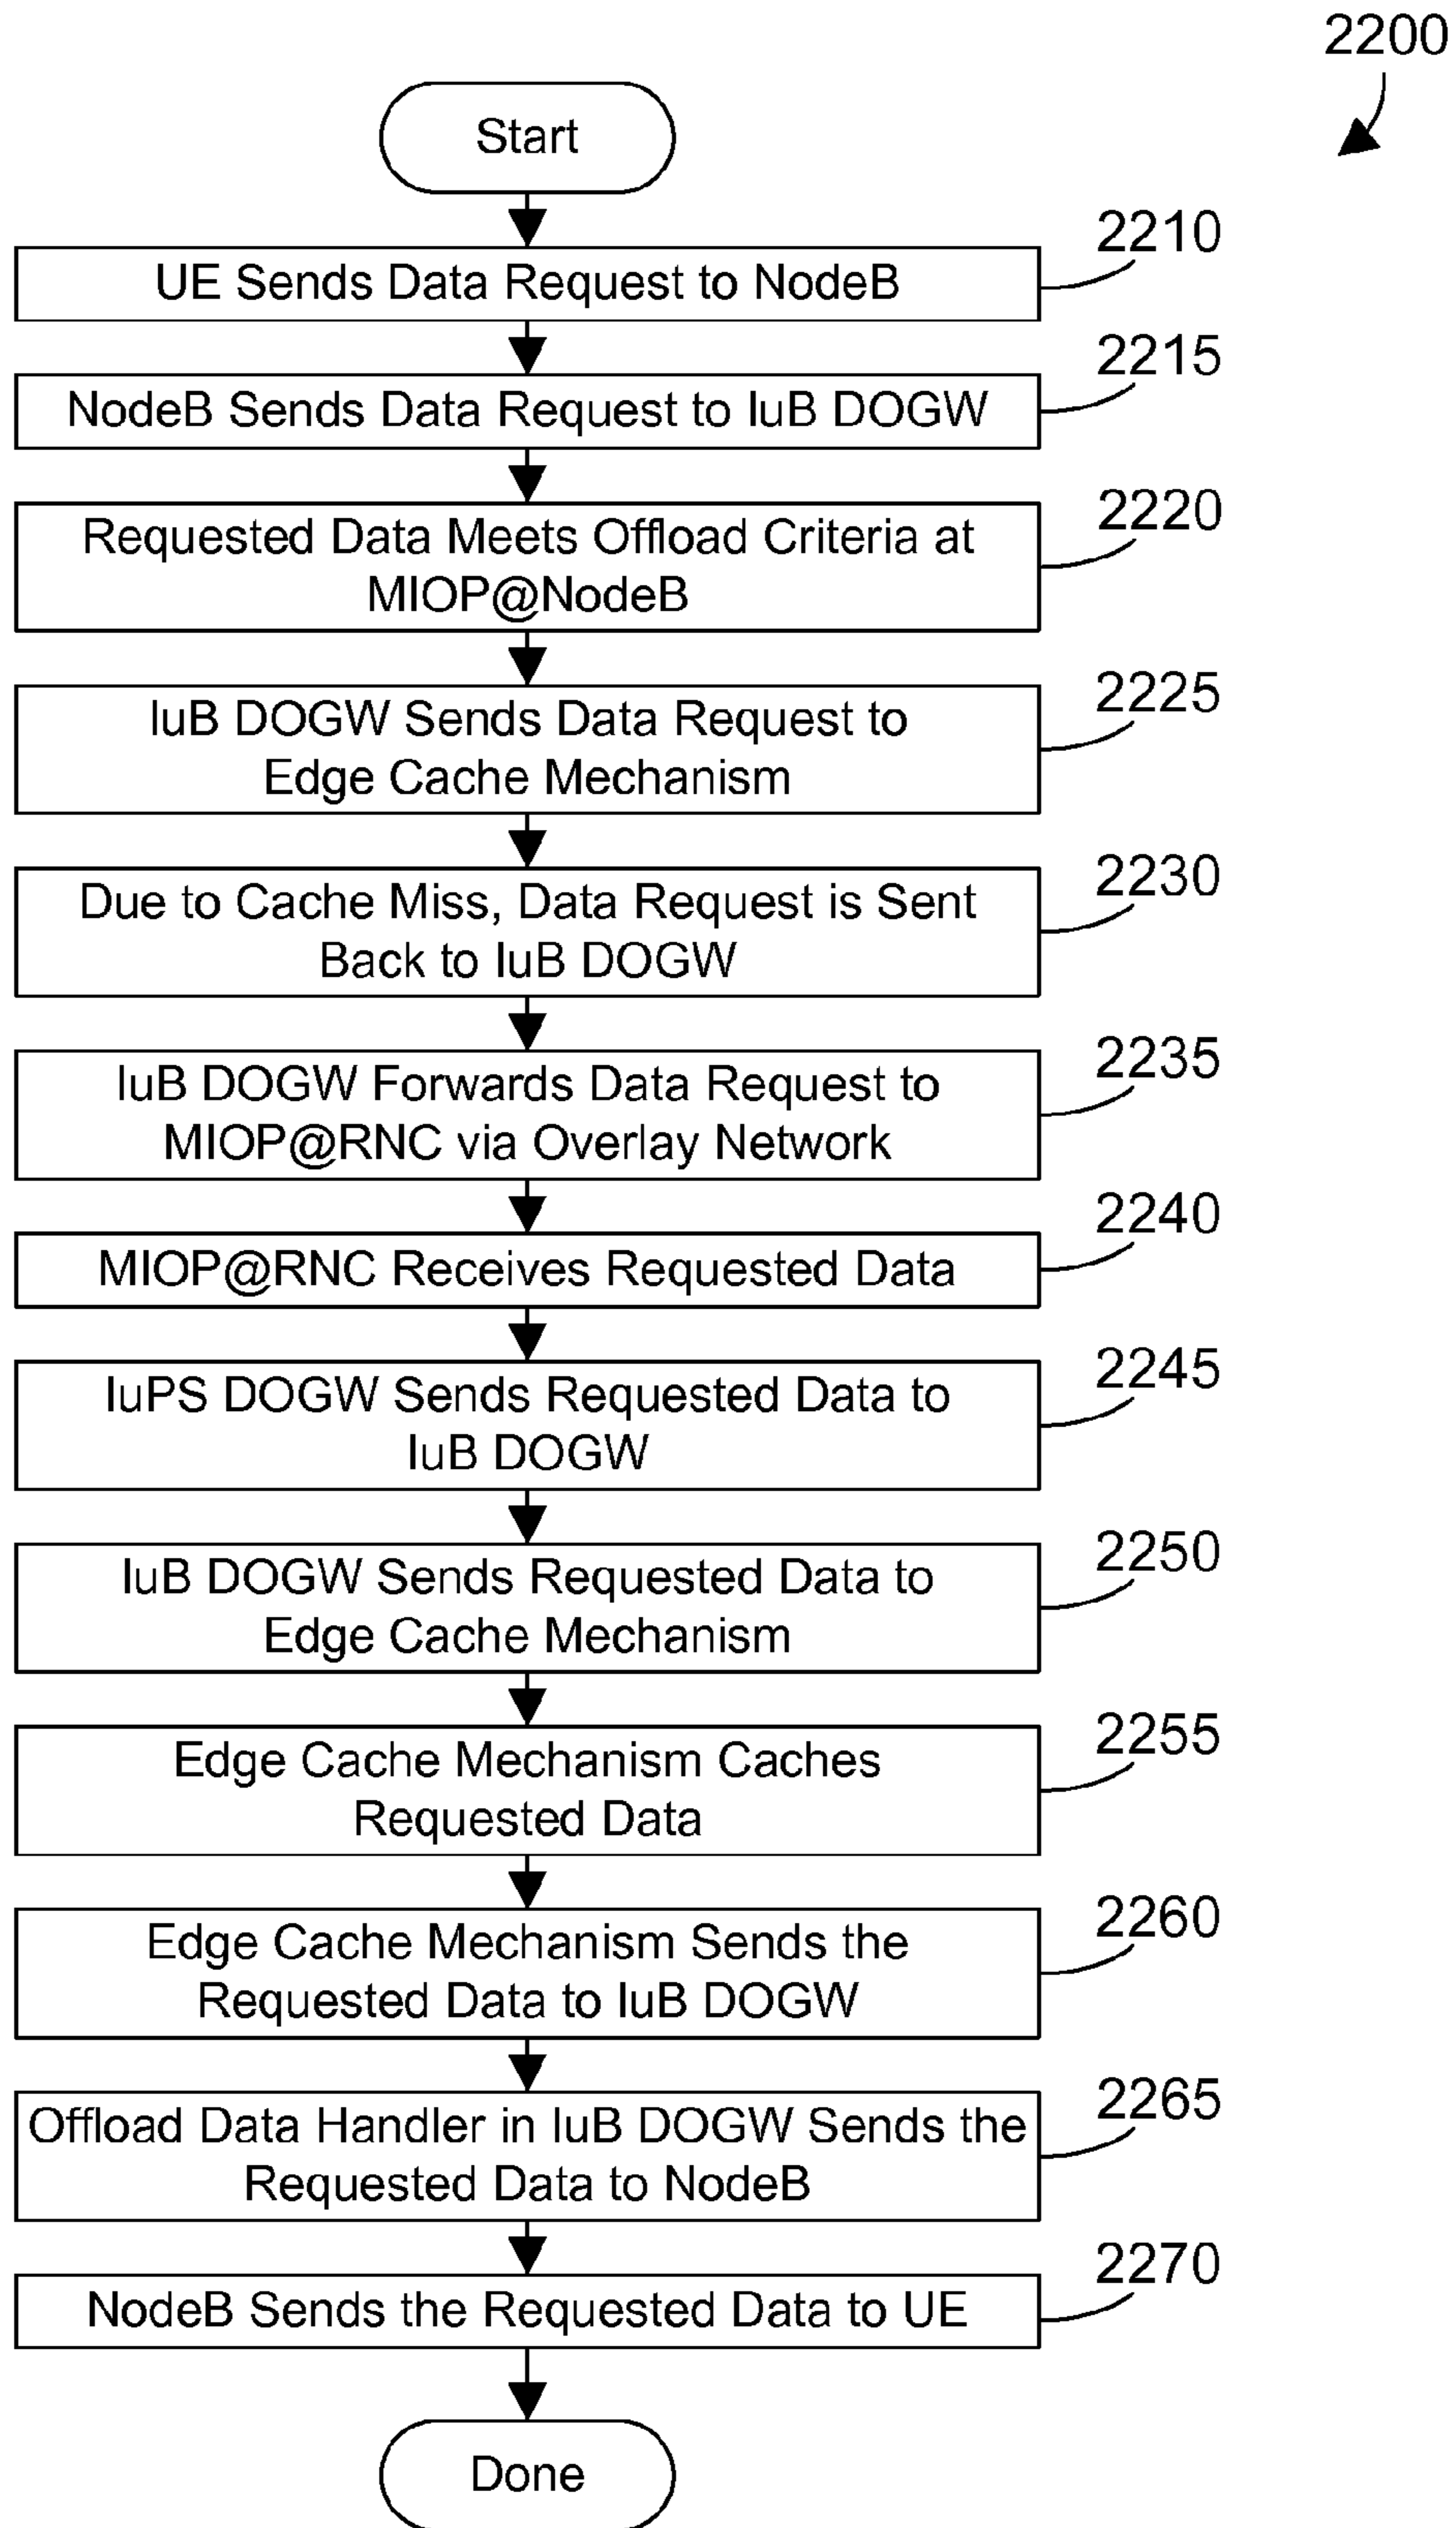 2200
Start
UE Sends Data Request to NodeB
2210
NodeB Sends Data Request to IuB DOGW
2215
Requested Data Meets Offload Criteria at
MIOP@NodeB
2220
IuB DOGW Sends Data Request to
Edge Cache Mechanism
2225
Due to Cache Miss, Data Request is Sent
Back to IuB DOGW
2230
IuB DOGW Forwards Data Request to
MIOP@RNC via Overlay Network
2235
MIOP@RNC Receives Requested Data
2240
IuPS DOGW Sends Requested Data to
IuB DOGW
2245
IuB DOGW Sends Requested Data to
Edge Cache Mechanism
2250
Edge Cache Mechanism Caches
Requested Data
2255
Edge Cache Mechanism Sends the
Requested Data to IuB DOGW
2260
Offload Data Handler in IuB DOGW Sends the
Requested Data to NodeB
2265
NodeB Sends the Requested Data to UE
2270
Done